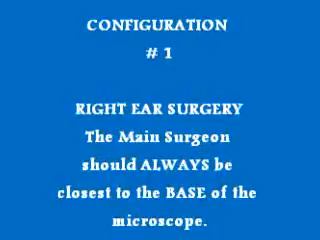 CONFIGURATION
# 1
RIGHT EAR SURGERY
The Main Surgeon
should ALWAYS be
closest to the BASE of the
microscope.